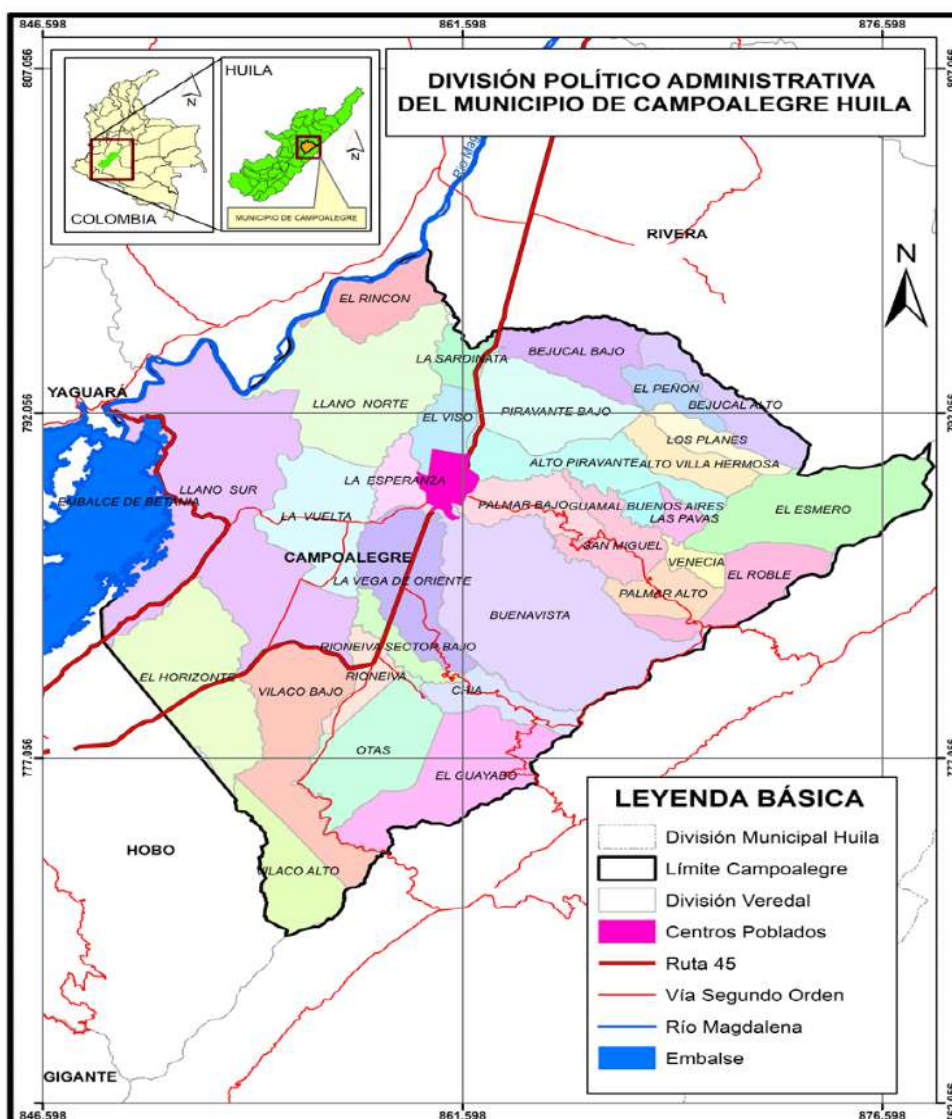 846.598 861.598 876.598
807.056 807.056
DIVISIÓN POLÍTICO ADMINISTRATIVA
DEL MUNICIPIO DE CAMPOALEGRE HUILA
HUILA
N
N
COLOMBIA
MUNICIPIO DE CAMPOALEGRE
Río Mag
RIVERA
N
EL RINCON
LA SARDINATA
BEJUCAL BAJO
EL PEÑON
BEJUCAL ALTO
YAGUARÁ
792.056
LLANO NORTE
EL VISO
PIRAVANTE BAJO
LOS PLANES
ALTO PIRAVANTE
ALTO VILLA HERMOSA
LA ESPERANZA
EMBALCE DE BETANIA
LLANO SUR
LA VUELTA
PALMAR BAJO
GUAMAL
BUENOS AIRES
LAS PAVAS
EL ESMERO
CAMPOALEGRE
SAN MIGUEL
VENECIA
EL ROBLE
LA VEGA DE ORIENTE
PALMAR ALTO
BUENAVISTA
RIONEIVA SECTOR BAJO
EL HORIZONTE
RIONEIVA
VILACO BAJO
CHIA
OTAS
777.056
EL GUAYABO
HOBO
VILACO ALTO
GIGANTE
LEYENDA BÁSICA
División Municipal Huila
Límite Campoalegre
División Veredal
Centros Poblados
Ruta 45
Vía Segundo Orden
Río Magdalena
Embalse
846.598 861.598 876.598